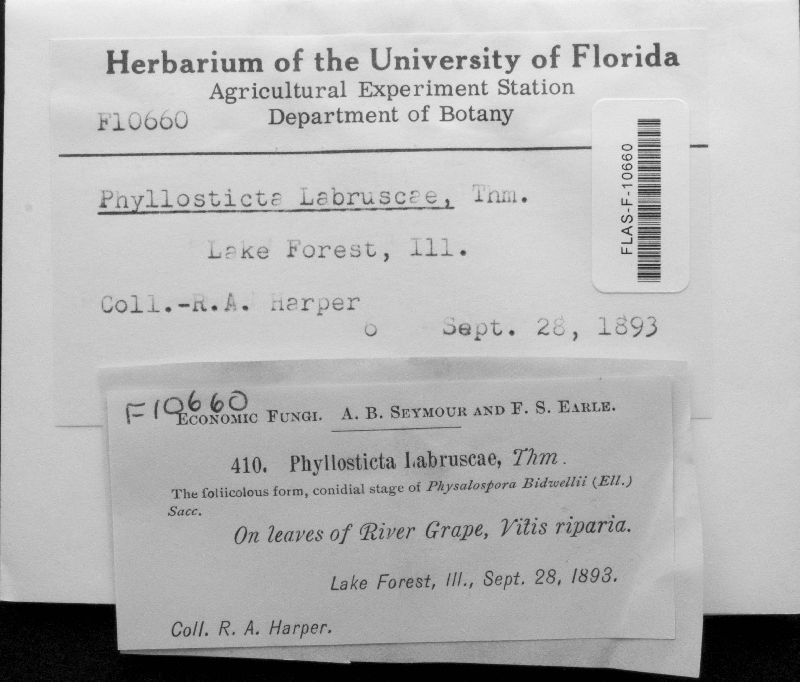 Herbarium of the University of Florida
Agricultural Experiment Station
Department of Botany
F10660
FLAS-F-10660
Phyllosticta Labruscae, Thm.
Lake Forest, Ill.
Coll.-R.A. Harper
o Sept. 28, 1893
F10660
Economic Fungi. A. B. Seymour and F. S. Earle.
410. Phyllosticta Labruscae, Thm.
The foliicolous form, conidial stage of Physalospora Bidwellii (Ell.)
Sacc.
On leaves of River Grape, Vitis riparia.
Lake Forest, Ill., Sept. 28, 1893.
Coll. R. A. Harper.